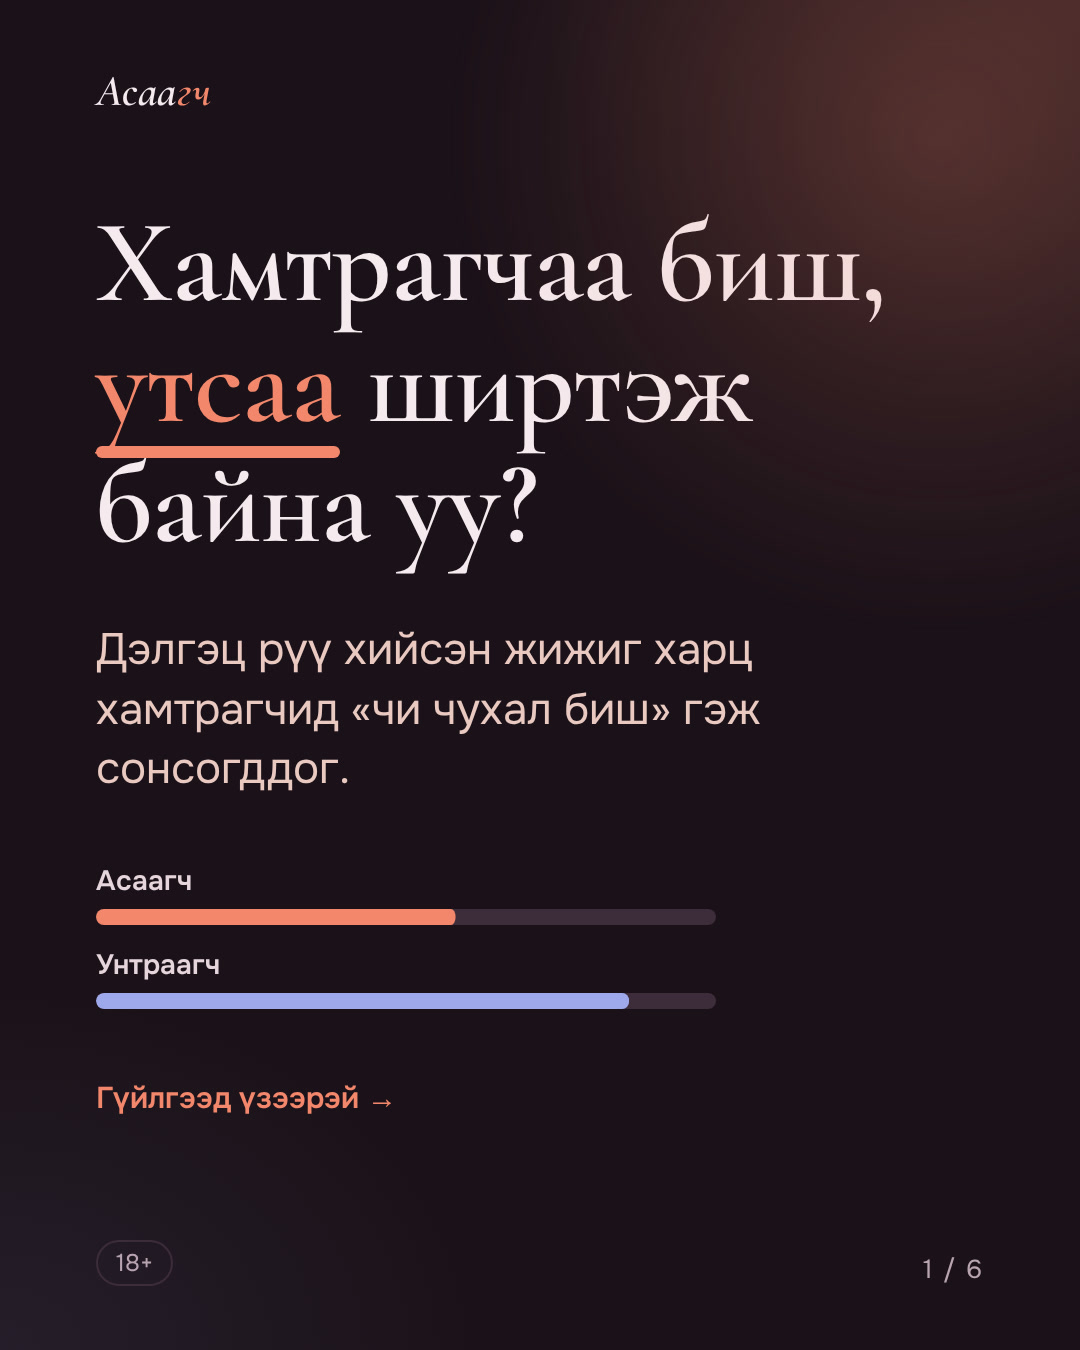 Асаагч
Хамтрагчаа биш,
утсаа ширтэж
байна уу?
Дэлгэц рүү хийсэн жижиг харц
хамтрагчид «чи чухал биш» гэж
сонсогддог.
Асаагч
Унтраагч
Гүйлгээд үзээрэй →
18+
1 / 6